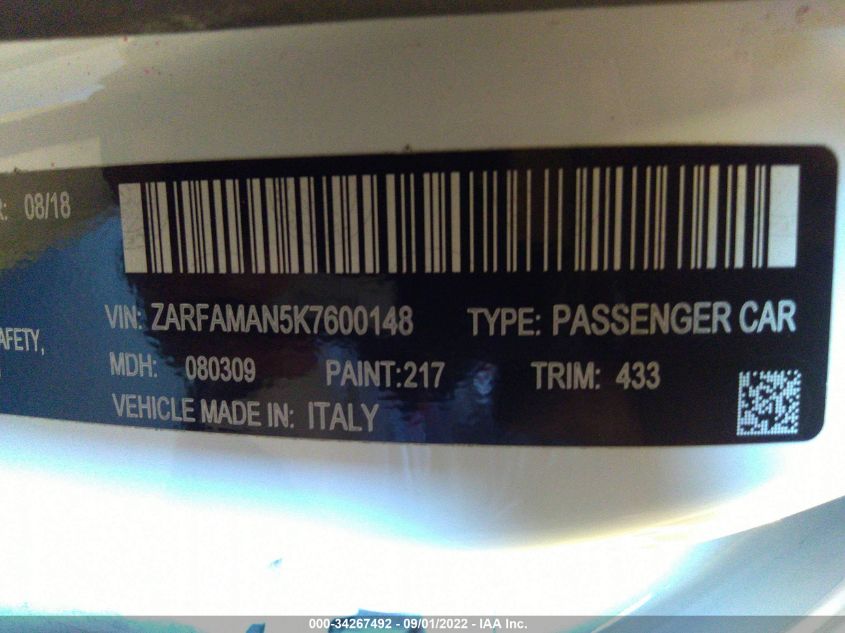 R: 08/18
VIN: ZARFAMAN5K7600148 TYPE: PASSENGER CAR
AFETY,
MDH: 080309 PAINT:217 TRIM: 433
VEHICLE MADE IN: ITALY
000-34267492 - 09/01/2022 - IAA Inc.